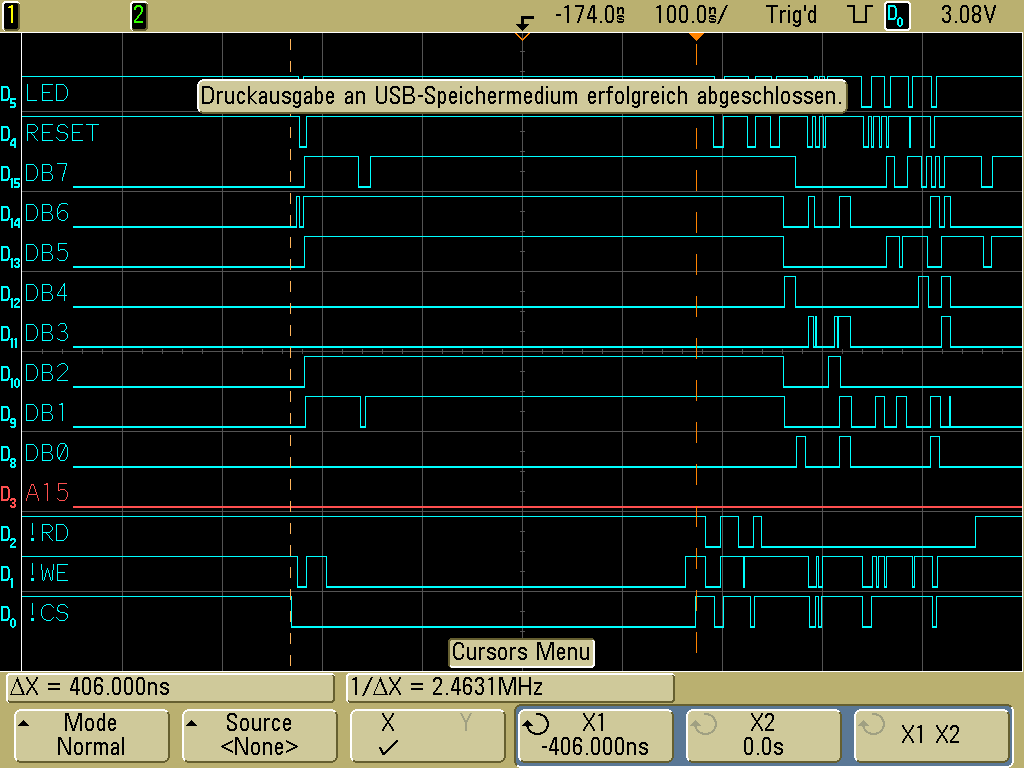 1 2 -174.0ns 100.0ns/ Trig'd D0 3.08V
D5 LED
Druckausgabe an USB-Speichermedium erfolgreich abgeschlossen.
D4 RESET
D15 DB7
D14 DB6
D13 DB5
D12 DB4
D11 DB3
D10 DB2
D9 DB1
D8 DB0
D3 A15
D2 !RD
D1 !WE
D0 !CS
Cursors Menu
ΔX = 406.000ns 1/ΔX = 2.4631MHz
Mode Source X Y X1 X2 X1 X2
Normal <None> ✓ -406.000ns 0.0s